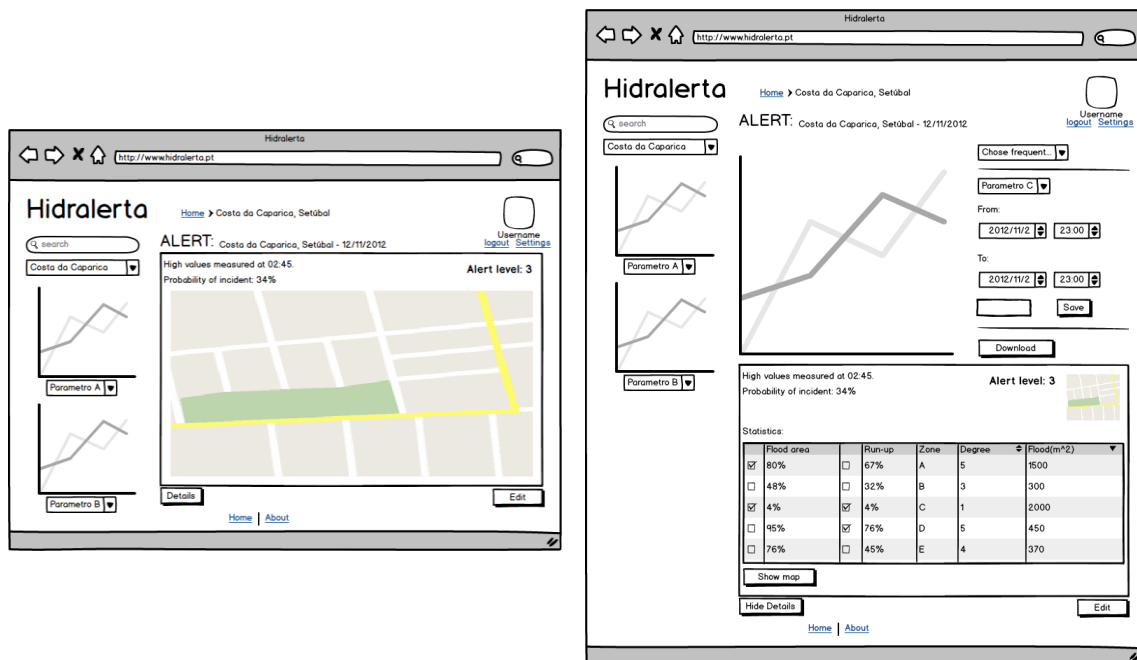 Hidralerta
http://www.hidralerta.pt
Hidralerta
Home > Costa da Caparica, Setúbal
Username
logout Settings
search
Costa da Caparica
ALERT: Costa da Caparica, Setúbal - 12/11/2012
High values measured at 02:45.
Alert level: 3
Probability of incident: 34%
Parametro A
Parametro B
Details
Edit
Home | About
Hidralerta
http://www.hidralerta.pt
Hidralerta
Home > Costa da Caparica, Setúbal
Username
logout Settings
search
Costa da Caparica
ALERT: Costa da Caparica, Setúbal - 12/11/2012
Parametro A
Parametro B
Chose frequent...
Parametro C
From:
2012/11/2 23:00
To:
2012/11/2 23:00
Save
Download
High values measured at 02:45.
Alert level: 3
Probability of incident: 34%
Statistics:
Flood area Run-up Zone Degree Flood(m^2)
80% 67% A 5 1500
48% 32% B 3 300
4% 4% C 1 2000
95% 76% D 5 450
76% 45% E 4 370
Show map
Hide Details
Edit
Home | About